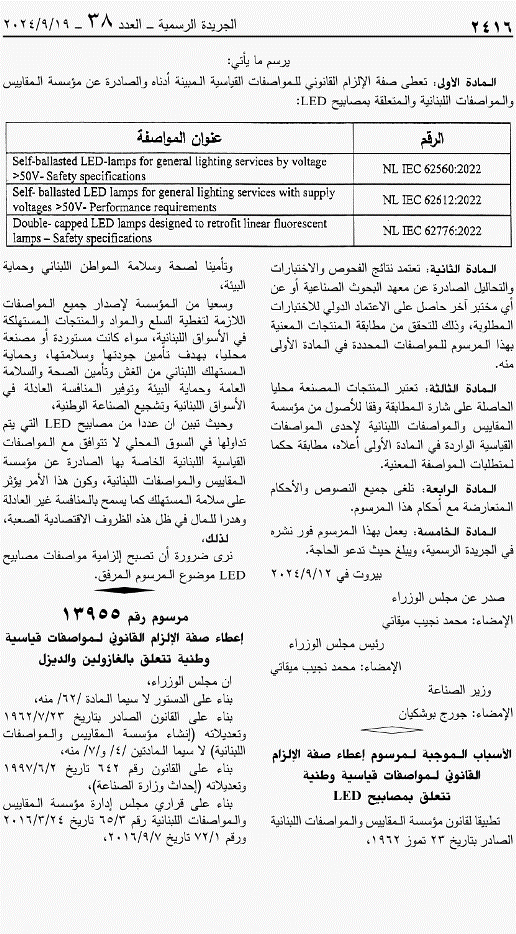 ٢٤١٦
الجريدة الرسمية – العدد ٣٨ – ٢٠٢٤/٩/١٩
يرسم ما يأتي:
المادة الأولى: تعطى صفة الإلزام القانوني للمواصفات القياسية المبينة أدناه والصادرة عن مؤسسة المقاييس
والمواصفات اللبنانية والمتعلقة بمصابيح LED:
الرقم
عنوان المواصفة
NL IEC 62560:2022
Self-ballasted LED-lamps for general lighting services by voltage
>50V- Safety specifications
NL IEC 62612:2022
Self- ballasted LED lamps for general lighting services with supply
voltages >50V- Performance requirements
NL IEC 62776:2022
Double- capped LED lamps designed to retrofit linear fluorescent
lamps – Safety specifications
المادة الثانية: تعتمد نتائج الفحوص والاختبارات
والتحاليل الصادرة عن معهد البحوث الصناعية أو عن
أي مختبر آخر حاصل على الاعتماد الدولي للاختبارات
المطلوبة، وذلك للتحقق من مطابقة المنتجات المعنية
بهذا المرسوم للمواصفات المحددة في المادة الأولى
منه.
المادة الثالثة: تعتبر المنتجات المصنعة محليا
الحاصلة على شارة المطابقة وفقا للأصول من مؤسسة
المقاييس والمواصفات اللبنانية لإحدى المواصفات
القياسية الواردة في المادة الأولى أعلاه، مطابقة حكما
لمتطلبات المواصفة المعنية.
المادة الرابعة: تلغى جميع النصوص والأحكام
المتعارضة مع أحكام هذا المرسوم.
المادة الخامسة: يعمل بهذا المرسوم فور نشره
في الجريدة الرسمية، ويبلغ حيث تدعو الحاجة.
بيروت في ٢٠٢٤/٩/١٢
صدر عن مجلس الوزراء
الإمضاء: محمد نجيب ميقاتي
رئيس مجلس الوزراء
الإمضاء: محمد نجيب ميقاتي
وزير الصناعة
الإمضاء: جورج بوشكيان
الأسباب الموجبة لمرسوم إعطاء صفة الإلزام
القانوني لمواصفات قياسية وطنية
تتعلق بمصابيح LED
تطبيقا لقانون مؤسسة المقاييس والمواصفات اللبنانية
الصادر بتاريخ ٢٣ تموز ١٩٦٢،
وتأمينا لصحة وسلامة المواطن اللبناني وحماية
البيئة،
وسعيا من المؤسسة لإصدار جميع المواصفات
اللازمة لتغطية السلع والمواد والمنتجات المستهلكة
في الأسواق اللبنانية، سواء كانت مستوردة أو مصنعة
محليا، بهدف تأمين جودتها وسلامتها، وحماية
المستهلك اللبناني من الغش وتأمين الصحة والسلامة
العامة وحماية البيئة وتوفير المنافسة العادلة في
الأسواق اللبنانية وتشجيع الصناعة الوطنية،
وحيث تبين ان عددا من مصابيح LED التي يتم
تداولها في السوق المحلي لا تتوافق مع المواصفات
القياسية اللبنانية الخاصة بها الصادرة عن مؤسسة
المقاييس والمواصفات اللبنانية، وكون هذا الأمر يؤثر
على سلامة المستهلك كما يسمح بالمنافسة غير العادلة
وهدرا للمال في ظل هذه الظروف الاقتصادية الصعبة،
لذلك،
نرى ضرورة أن تصبح إلزامية مواصفات مصابيح
LED موضوع المرسوم المرفق.
مرسوم رقم ١٣٩٥٥
إعطاء صفة الإلزام القانوني لمواصفات قياسية
وطنية تتعلق بالغازولين والديزل
ان مجلس الوزراء،
بناء على الدستور لا سيما المادة /٦٢/ منه،
بناء على القانون الصادر بتاريخ ١٩٦٢/٧/٢٣
وتعديلاته (إنشاء مؤسسة المقاييس والمواصفات
اللبنانية) لا سيما المادتين /٤/ و/٧/ منه،
بناء على القانون رقم ٦٤٢ تاريخ ١٩٩٧/٦/٢
وتعديلاته (إحداث وزارة الصناعة)،
بناء على قراري مجلس إدارة مؤسسة المقاييس
والمواصفات اللبنانية رقم ٦٥/٣ تاريخ ٢٠١٦/٣/٢٤
ورقم ٧٢/١ تاريخ ٢٠١٦/٩/٧،